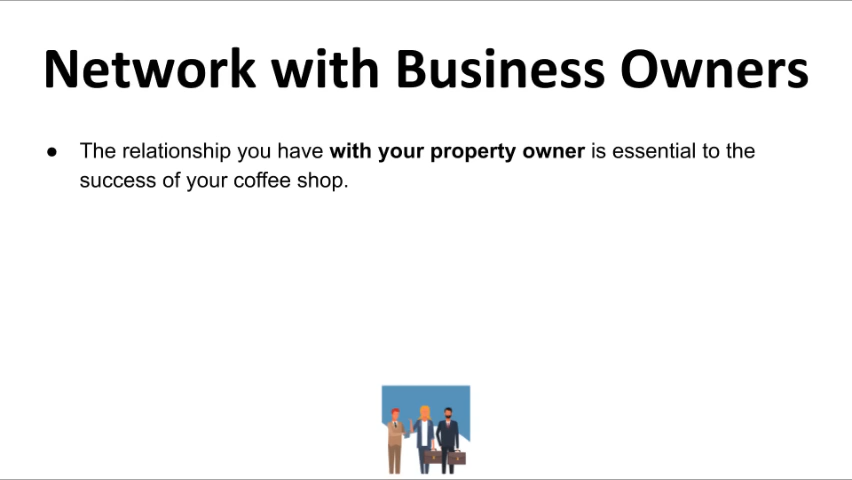 Network with Business Owners
● The relationship you have with your property owner is essential to the
success of your coffee shop.